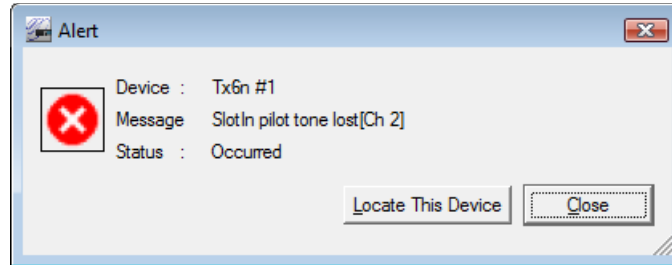 Alert
Device : Tx6n #1
Message SlotIn pilot tone lost[Ch 2]
Status : Occurred
Locate This Device Close